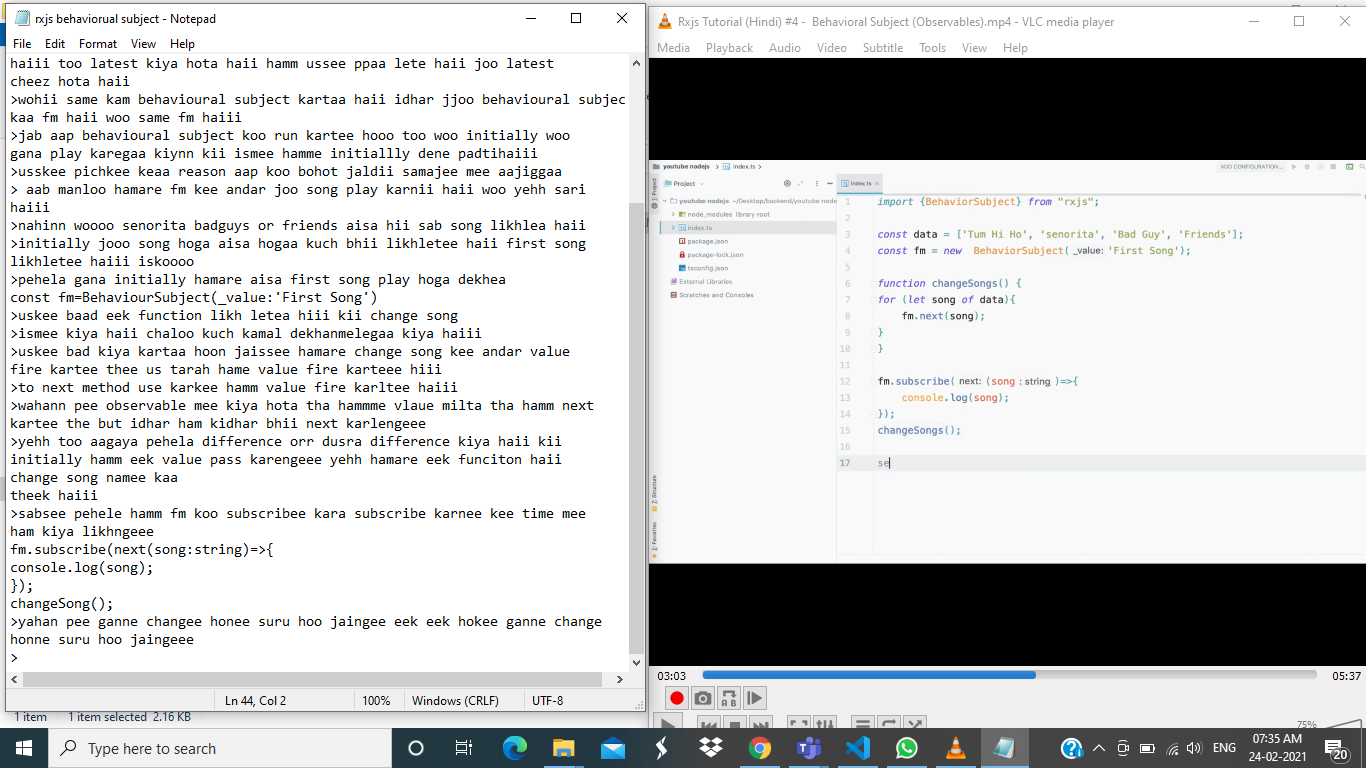 rxjs behaviorual subject - Notepad
File Edit Format View Help
haiii too latest kiya hota haii hamm ussee ppaa lete haii joo latest
cheez hota haii
>wohii same kam behavioural subject kartaa haii idhar jjoo behavioural subjec
kaa fm haii woo same fm haiii
>jab aap behavioural subject koo run kartee hooo too woo initially woo
gana play karegaa kiynn kii ismee hamme initiallly dene padtihaiii
>usskee pichkee keaa reason aap koo bohot jaldii samajee mee aajiggaa
> aab manloo hamare fm kee andar joo song play karnii haii woo yehh sari
haiii
>nahinn woooo senorita badguys or friends aisa hii sab song likhlea haii
>initially jooo song hoga aisa hogaa kuch bhii likhletee haii first song
likhletee haiii iskoooo
>pehela gana initially hamare aisa first song play hoga dekhea
const fm=BehaviourSubject(_value:'First Song')
>uskee baad eek function likh letea hiii kii change song
>ismee kiya haii chaloo kuch kamal dekhanmelegaa kiya haiii
>uskee bad kiya kartaa hoon jaissee hamare change song kee andar value
fire kartee thee us tarah hame value fire karteee hiii
>to next method use karkee hamm value fire karltee haiii
>wahann pee observable mee kiya hota tha hammme vlaue milta tha hamm next
kartee the but idhar ham kidhar bhii next karlengeee
>yehh too aagaya pehela difference orr dusra difference kiya haii kii
initially hamm eek value pass karengeee yehh hamare eek funciton haii
change song namee kaa
theek haiii
>sabsee pehele hamm fm koo subscribee kara subscribe karnee kee time mee
ham kiya likhngeee
fm.subscribe(next(song:string)=>{
console.log(song);
});
changeSong();
>yahan pee ganne changee honee suru hoo jaingee eek eek hokee ganne change
honne suru hoo jaingeee
>
Ln 44, Col 2 100% Windows (CRLF) UTF-8
1 item 1 item selected 2.16 KB
Rxjs Tutorial (Hindi) #4 - Behavioral Subject (Observables).mp4 - VLC media player
Media Playback Audio Video Subtitle Tools View Help
youtube nodejs index.ts
ADD CONFIGURATION...
Project
index.ts
youtube nodejs ~/Desktop/backend/youtube node
node_modules library root
index.ts
package.json
package-lock.json
tsconfig.json
External Libraries
Scratches and Consoles
1: Project
Z: Structure
2: Favorites
1 import {BehaviorSubject} from "rxjs";
2
3 const data = ['Tum Hi Ho', 'senorita', 'Bad Guy', 'Friends'];
4 const fm = new BehaviorSubject( _value: 'First Song');
5
6 function changeSongs() {
7 for (let song of data){
8 fm.next(song);
9 }
10 }
11
12 fm.subscribe( next: (song : string )=>{
13 console.log(song);
14 });
15 changeSongs();
16
17 se
03:03 05:37
75%
Type here to search
ENG
07:35 AM
24-02-2021
20